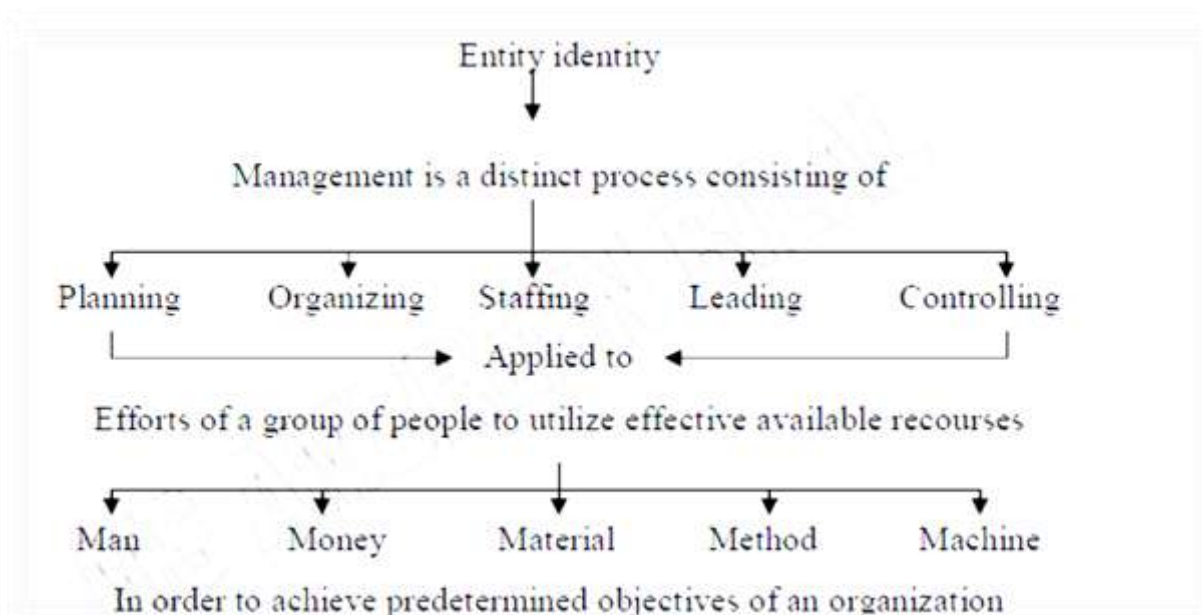 Entity identity
Management is a distinct process consisting of
Planning Organizing Staffing Leading Controlling
Applied to
Efforts of a group of people to utilize effective available recourses
Man Money Material Method Machine
In order to achieve predetermined objectives of an organization